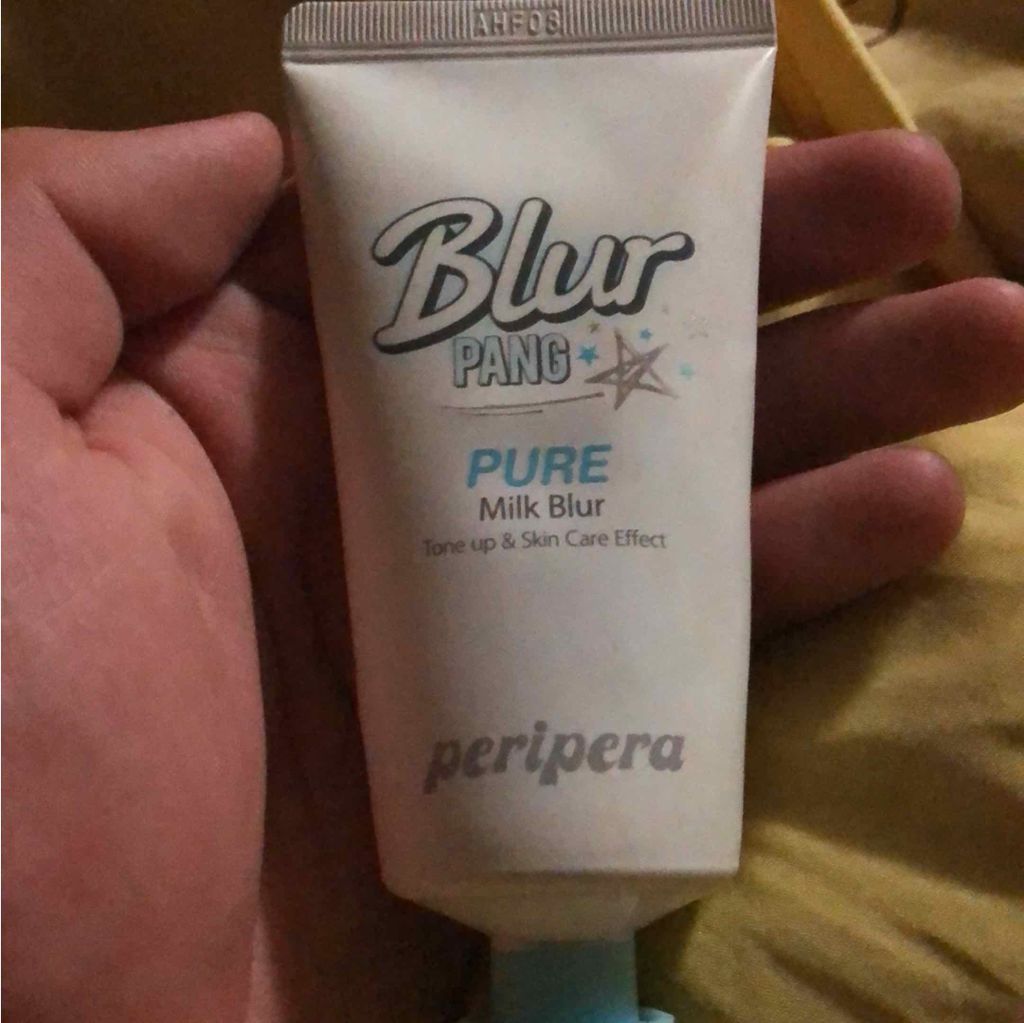 AHF08
Blur
PANG
PURE
Milk Blur
Tone up & Skin Care Effect
peripera